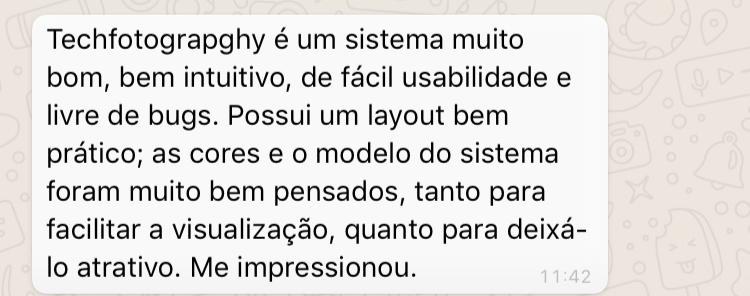 Techfotograpghy é um sistema muito
bom, bem intuitivo, de fácil usabilidade e
livre de bugs. Possui um layout bem
prático; as cores e o modelo do sistema
foram muito bem pensados, tanto para
facilitar a visualização, quanto para deixá-
lo atrativo. Me impressionou.
11:42